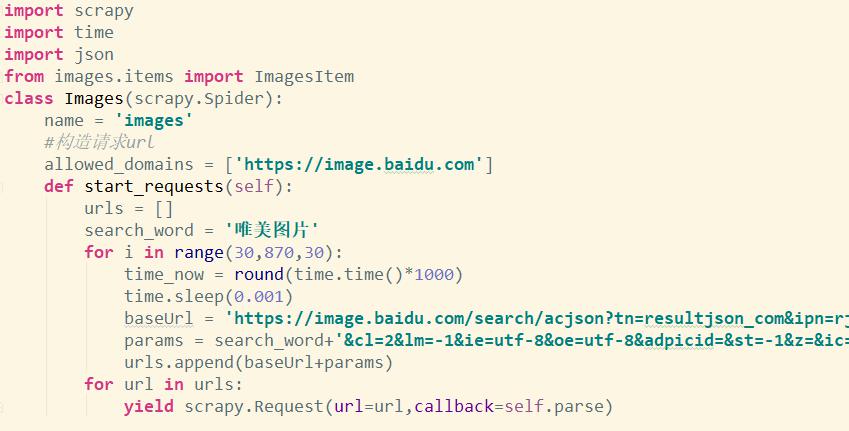 import scrapy
import time
import json
from images.items import ImagesItem
class Images(scrapy.Spider):
    name = 'images'
    #构造请求url
    allowed_domains = ['https://image.baidu.com']
    def start_requests(self):
        urls = []
        search_word = '唯美图片'
        for i in range(30,870,30):
            time_now = round(time.time()*1000)
            time.sleep(0.001)
            baseUrl = 'https://image.baidu.com/search/acjson?tn=resultjson_com&ipn=rj
            params = search_word+'&cl=2&lm=-1&ie=utf-8&oe=utf-8&adpicid=&st=-1&z=&ic=
            urls.append(baseUrl+params)
        for url in urls:
            yield scrapy.Request(url=url,callback=self.parse)